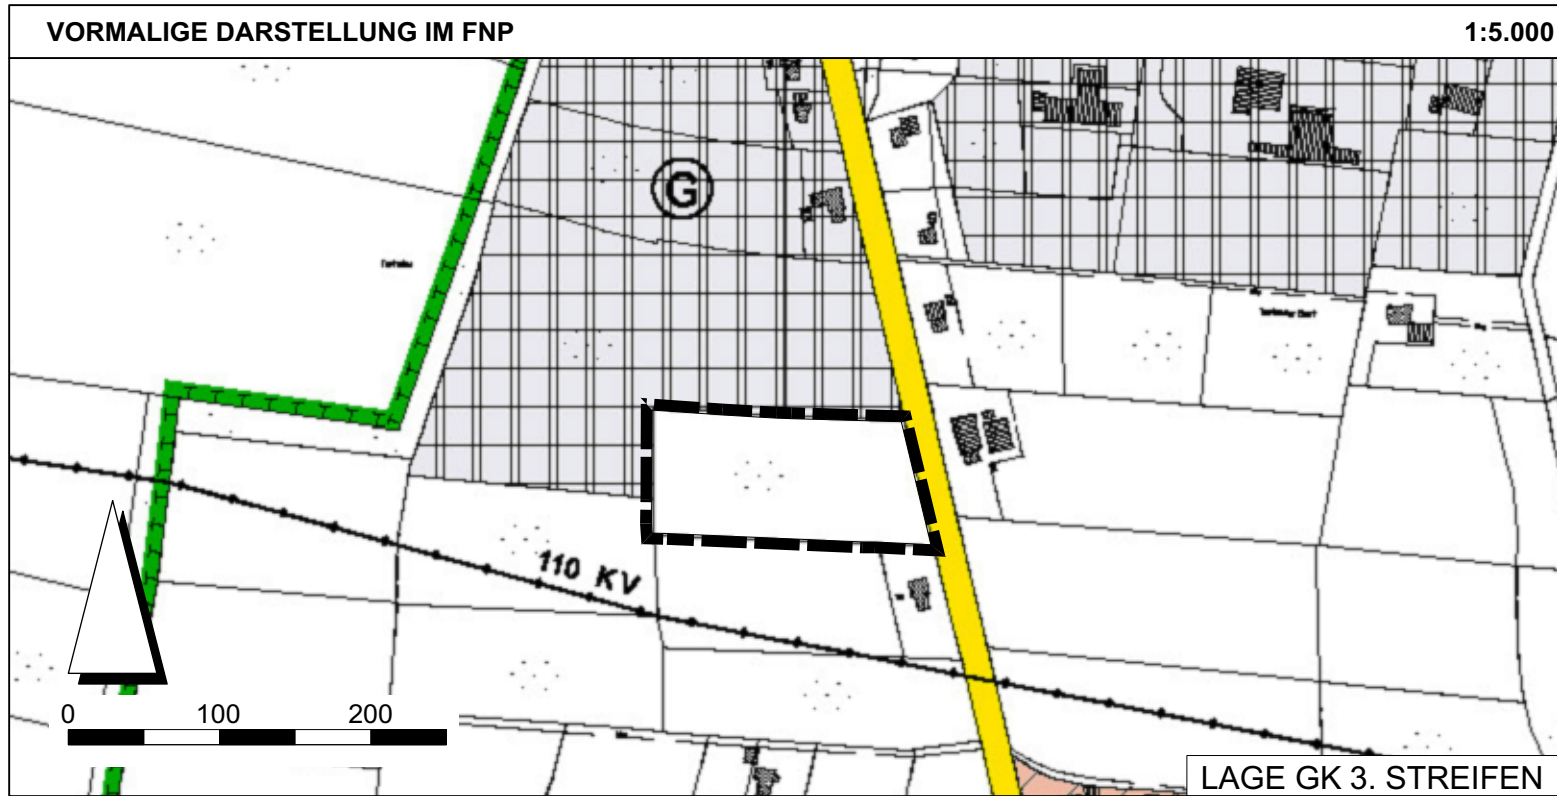 VORMALIGE DARSTELLUNG IM FNP 1:5.000
G
110 KV
0 100 200
LAGE GK 3. STREIFEN